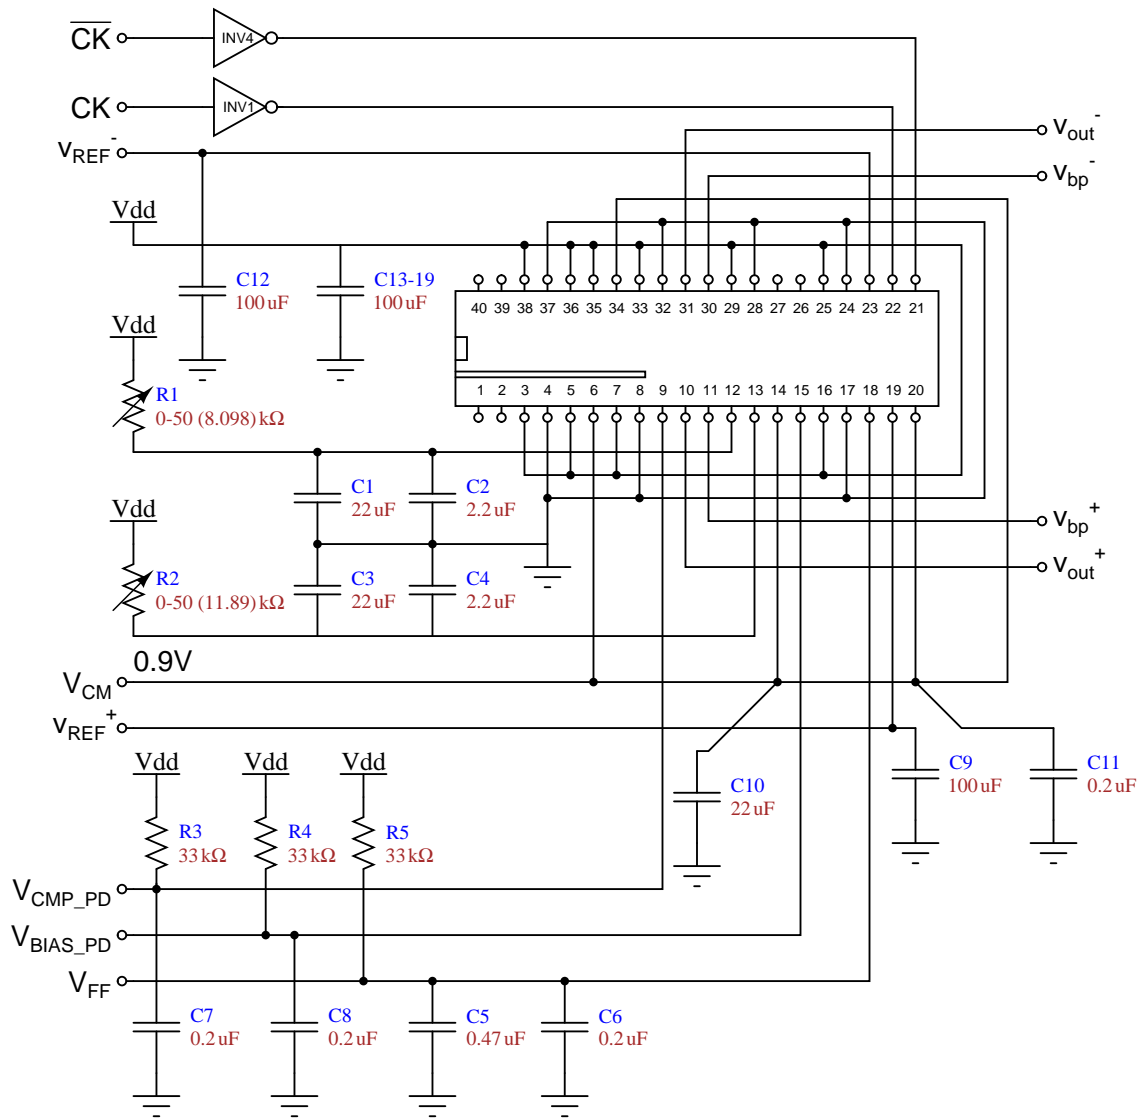 CK
INV4
CK
INV1
vout-
vREF-
vbp-
Vdd
C12
100uF
C13-19
100uF
40 39 38 37 36 35 34 33 32 31 30 29 28 27 26 25 24 23 22 21
Vdd
1 2 3 4 5 6 7 8 9 10 11 12 13 14 15 16 17 18 19 20
R1
0-50 (8.098)kΩ
C1
22uF
C2
2.2uF
Vdd
vbp+
vout+
R2
0-50 (11.89)kΩ
C3
22uF
C4
2.2uF
0.9V
VCM
vREF+
Vdd
Vdd
Vdd
C9
100uF
C11
0.2uF
C10
22uF
R3
33kΩ
R4
33kΩ
R5
33kΩ
VCMP_PD
VBIAS_PD
VFF
C7
0.2uF
C8
0.2uF
C5
0.47uF
C6
0.2uF